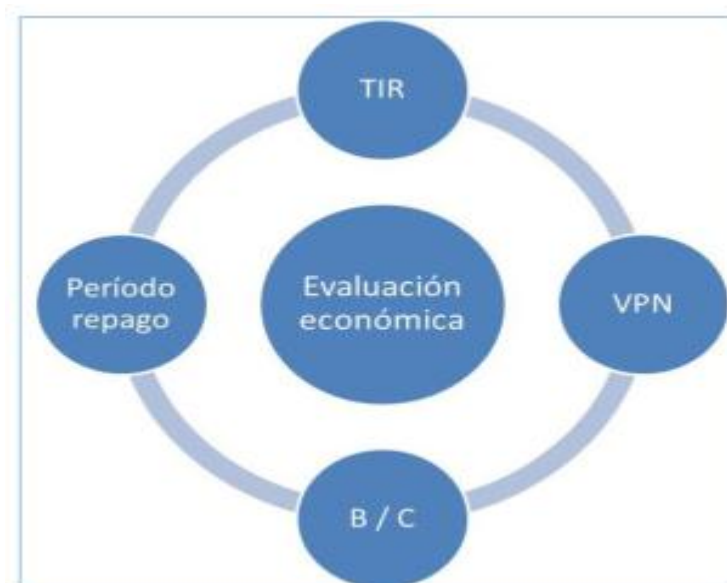 TIR
Período
repago
Evaluación
económica
VPN
B / C